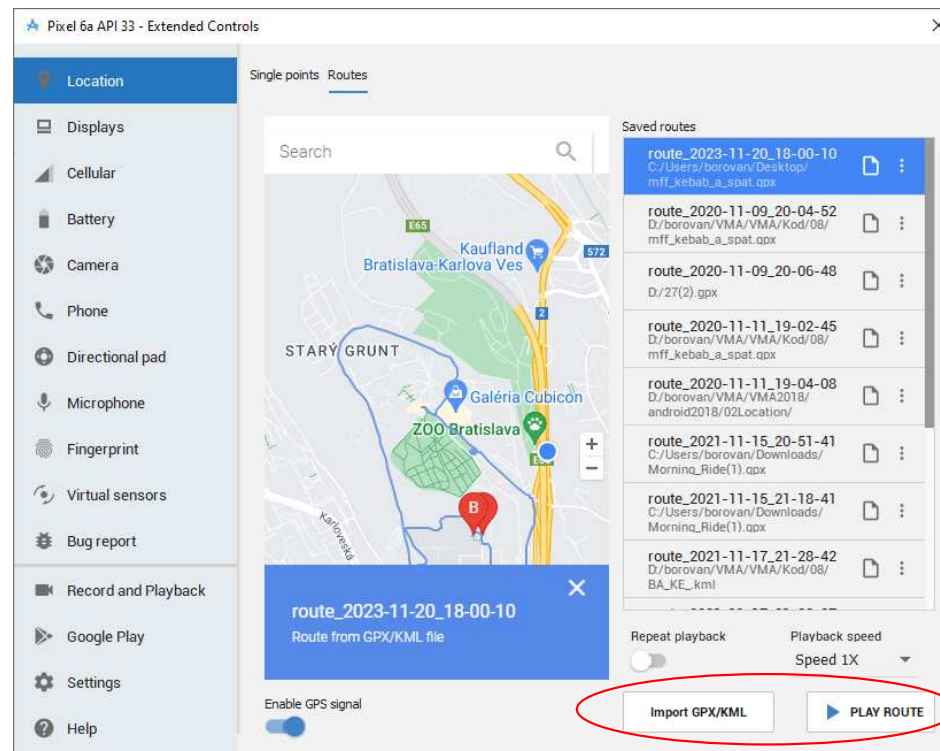 Pixel 6a API 33 - Extended Controls
Location
Displays
Cellular
Battery
Camera
Phone
Directional pad
Microphone
Fingerprint
Virtual sensors
Bug report
Record and Playback
Google Play
Settings
Help
Single points Routes
Search
E65
Kaufland
Bratislava-Karlova Ves
572
2
STARÝ GRUNT
Galéria Cubicon
ZOO Bratislava
+
−
B
Karloveská
route_2023-11-20_18-00-10
Route from GPX/KML file
Enable GPS signal
Saved routes
route_2023-11-20_18-00-10
C:/Users/borovan/Desktop/
mff_kebab_a_spat.gpx
route_2020-11-09_20-04-52
D:/borovan/VMA/VMA/Kod/08/
mff_kebab_a_spat.gpx
route_2020-11-09_20-06-48
D:/27(2).gpx
route_2020-11-11_19-02-45
D:/borovan/VMA/VMA/Kod/08/
mff_kebab_a_spat.gpx
route_2020-11-11_19-04-08
D:/borovan/VMA/VMA2018/
android2018/02Location/
route_2021-11-15_20-51-41
C:/Users/borovan/Downloads/
Morning_Ride(1).gpx
route_2021-11-15_21-18-41
C:/Users/borovan/Downloads/
Morning_Ride(1).gpx
route_2021-11-17_21-28-42
D:/borovan/VMA/VMA/Kod/08/
BA_KE_.kml
Repeat playback
Playback speed
Speed 1X
Import GPX/KML
PLAY ROUTE